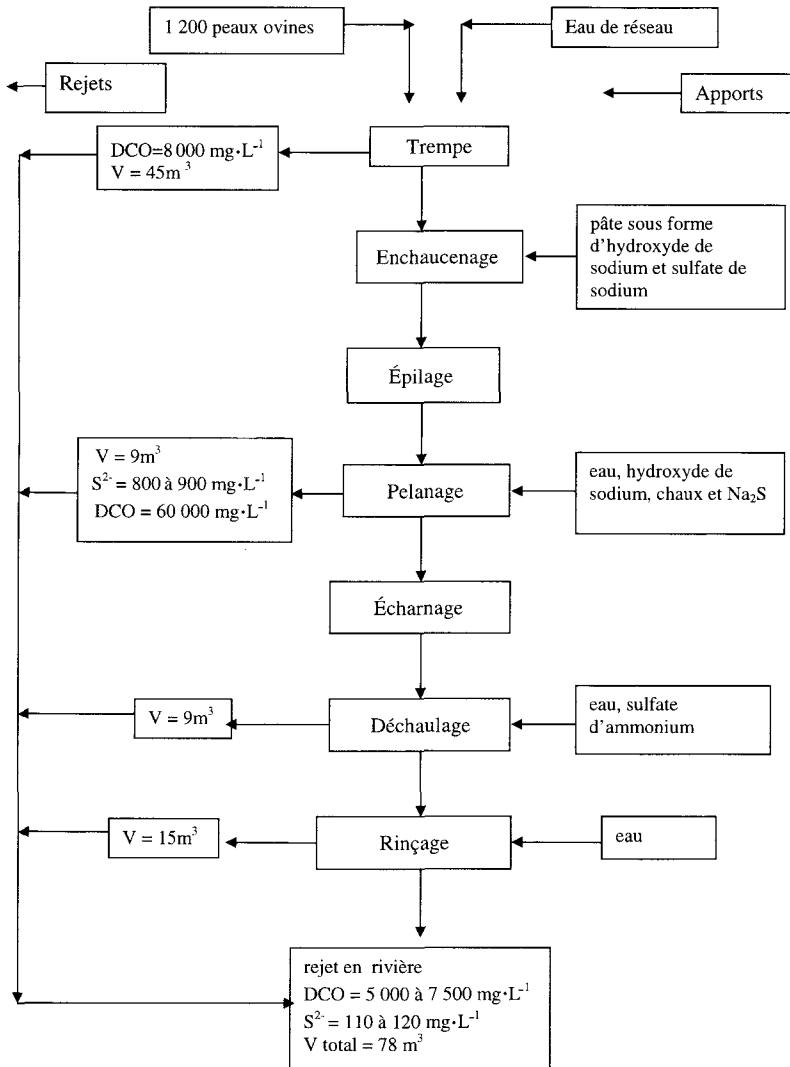 1 200 peaux ovines
Eau de réseau
Rejets
Apports
DCO=8 000 mg·L⁻¹
V = 45m³
Trempe
Enchaucenage
pâte sous forme
d'hydroxyde de
sodium et sulfate de
sodium
Épilage
V = 9m³
S²⁻ = 800 à 900 mg·L⁻¹
DCO = 60 000 mg·L⁻¹
Pelanage
eau, hydroxyde de
sodium, chaux et Na₂S
Écharnage
V = 9m³
Déchaulage
eau, sulfate
d'ammonium
V = 15m³
Rinçage
eau
rejet en rivière
DCO = 5 000 à 7 500 mg·L⁻¹
S²⁻ = 110 à 120 mg·L⁻¹
V total = 78 m³